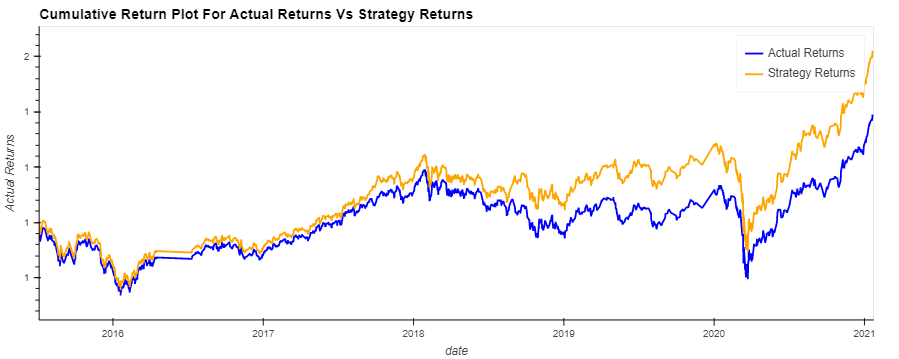 Cumulative Return Plot For Actual Returns Vs Strategy Returns
Actual Returns
Strategy Returns
2
1
1
1
1
Actual Returns
2016
2017
2018
2019
2020
2021
date